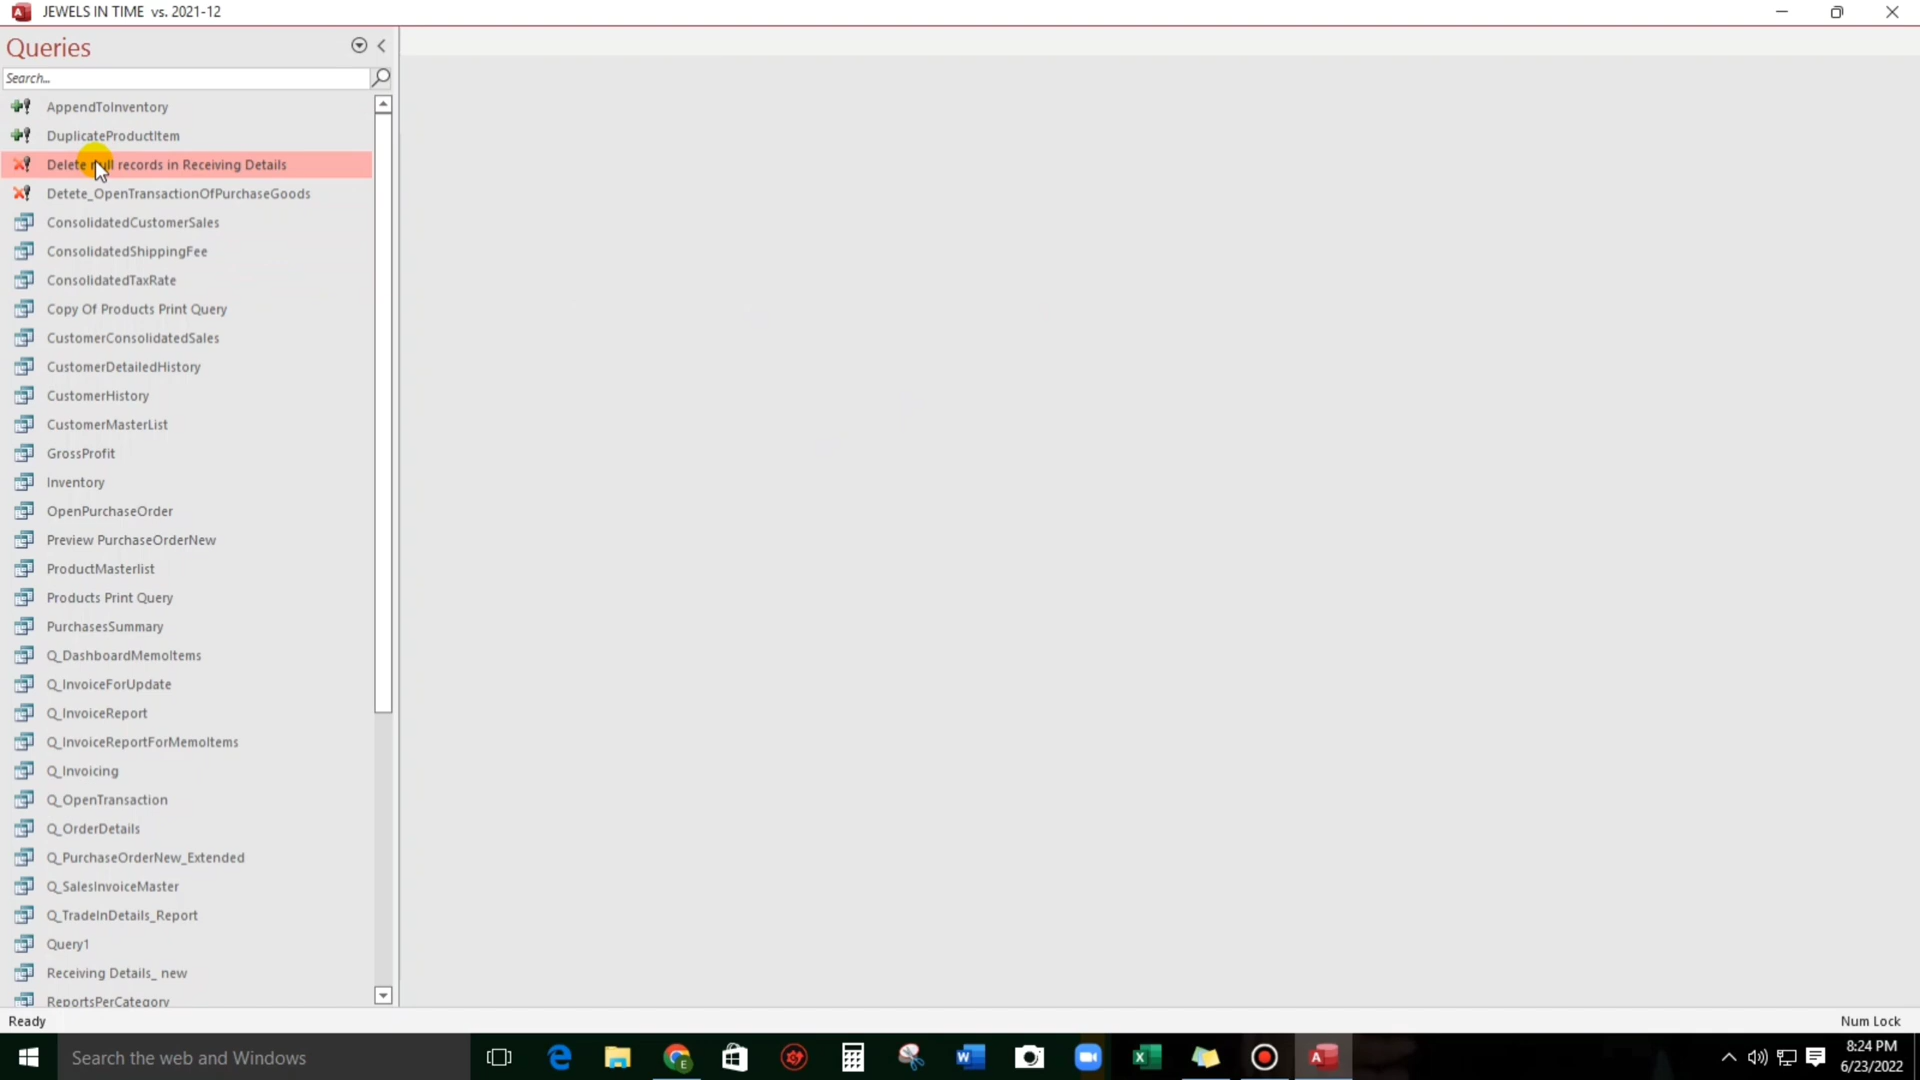 JEWELS IN TIME vs. 2021-12
Queries
Search...
AppendToInventory
DuplicateProductItem
Delete null records in Receiving Details
Detete_OpenTransactionOfPurchaseGoods
ConsolidatedCustomerSales
ConsolidatedShippingFee
ConsolidatedTaxRate
Copy Of Products Print Query
CustomerConsolidatedSales
CustomerDetailedHistory
CustomerHistory
CustomerMasterList
GrossProfit
Inventory
OpenPurchaseOrder
Preview PurchaseOrderNew
ProductMasterlist
Products Print Query
PurchasesSummary
Q_DashboardMemoItems
Q_InvoiceForUpdate
Q_InvoiceReport
Q_InvoiceReportForMemoItems
Q_Invoicing
Q_OpenTransaction
Q_OrderDetails
Q_PurchaseOrderNew_Extended
Q_SalesInvoiceMaster
Q_TradeInDetails_Report
Query1
Receiving Details_ new
ReportsPerCategory
Ready
Num Lock
Search the web and Windows
8:24 PM
6/23/2022